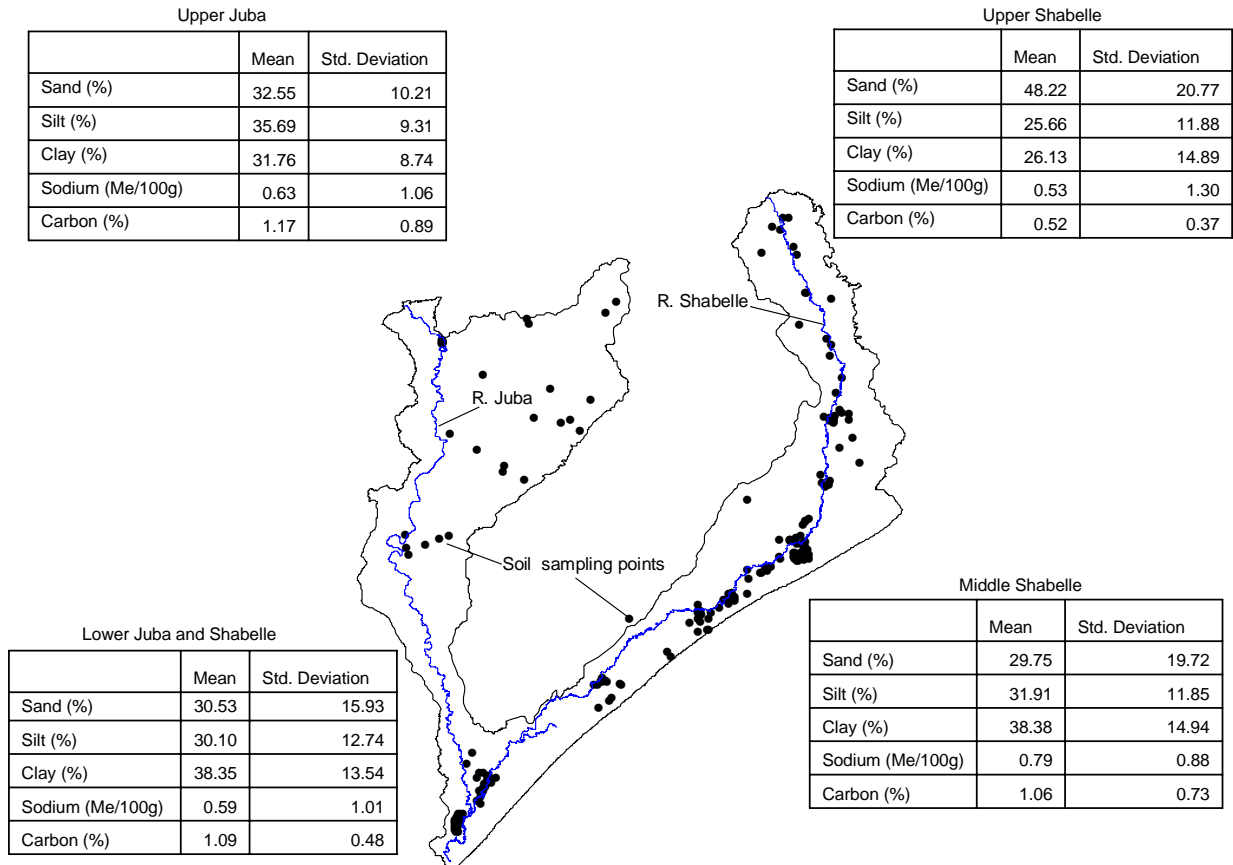 Upper Juba
Mean Std. Deviation
Sand (%) 32.55 10.21
Silt (%) 35.69 9.31
Clay (%) 31.76 8.74
Sodium (Me/100g) 0.63 1.06
Carbon (%) 1.17 0.89
Upper Shabelle
Mean Std. Deviation
Sand (%) 48.22 20.77
Silt (%) 25.66 11.88
Clay (%) 26.13 14.89
Sodium (Me/100g) 0.53 1.30
Carbon (%) 0.52 0.37
R. Shabelle
R. Juba
Soil sampling points
Lower Juba and Shabelle
Mean Std. Deviation
Sand (%) 30.53 15.93
Silt (%) 30.10 12.74
Clay (%) 38.35 13.54
Sodium (Me/100g) 0.59 1.01
Carbon (%) 1.09 0.48
Middle Shabelle
Mean Std. Deviation
Sand (%) 29.75 19.72
Silt (%) 31.91 11.85
Clay (%) 38.38 14.94
Sodium (Me/100g) 0.79 0.88
Carbon (%) 1.06 0.73